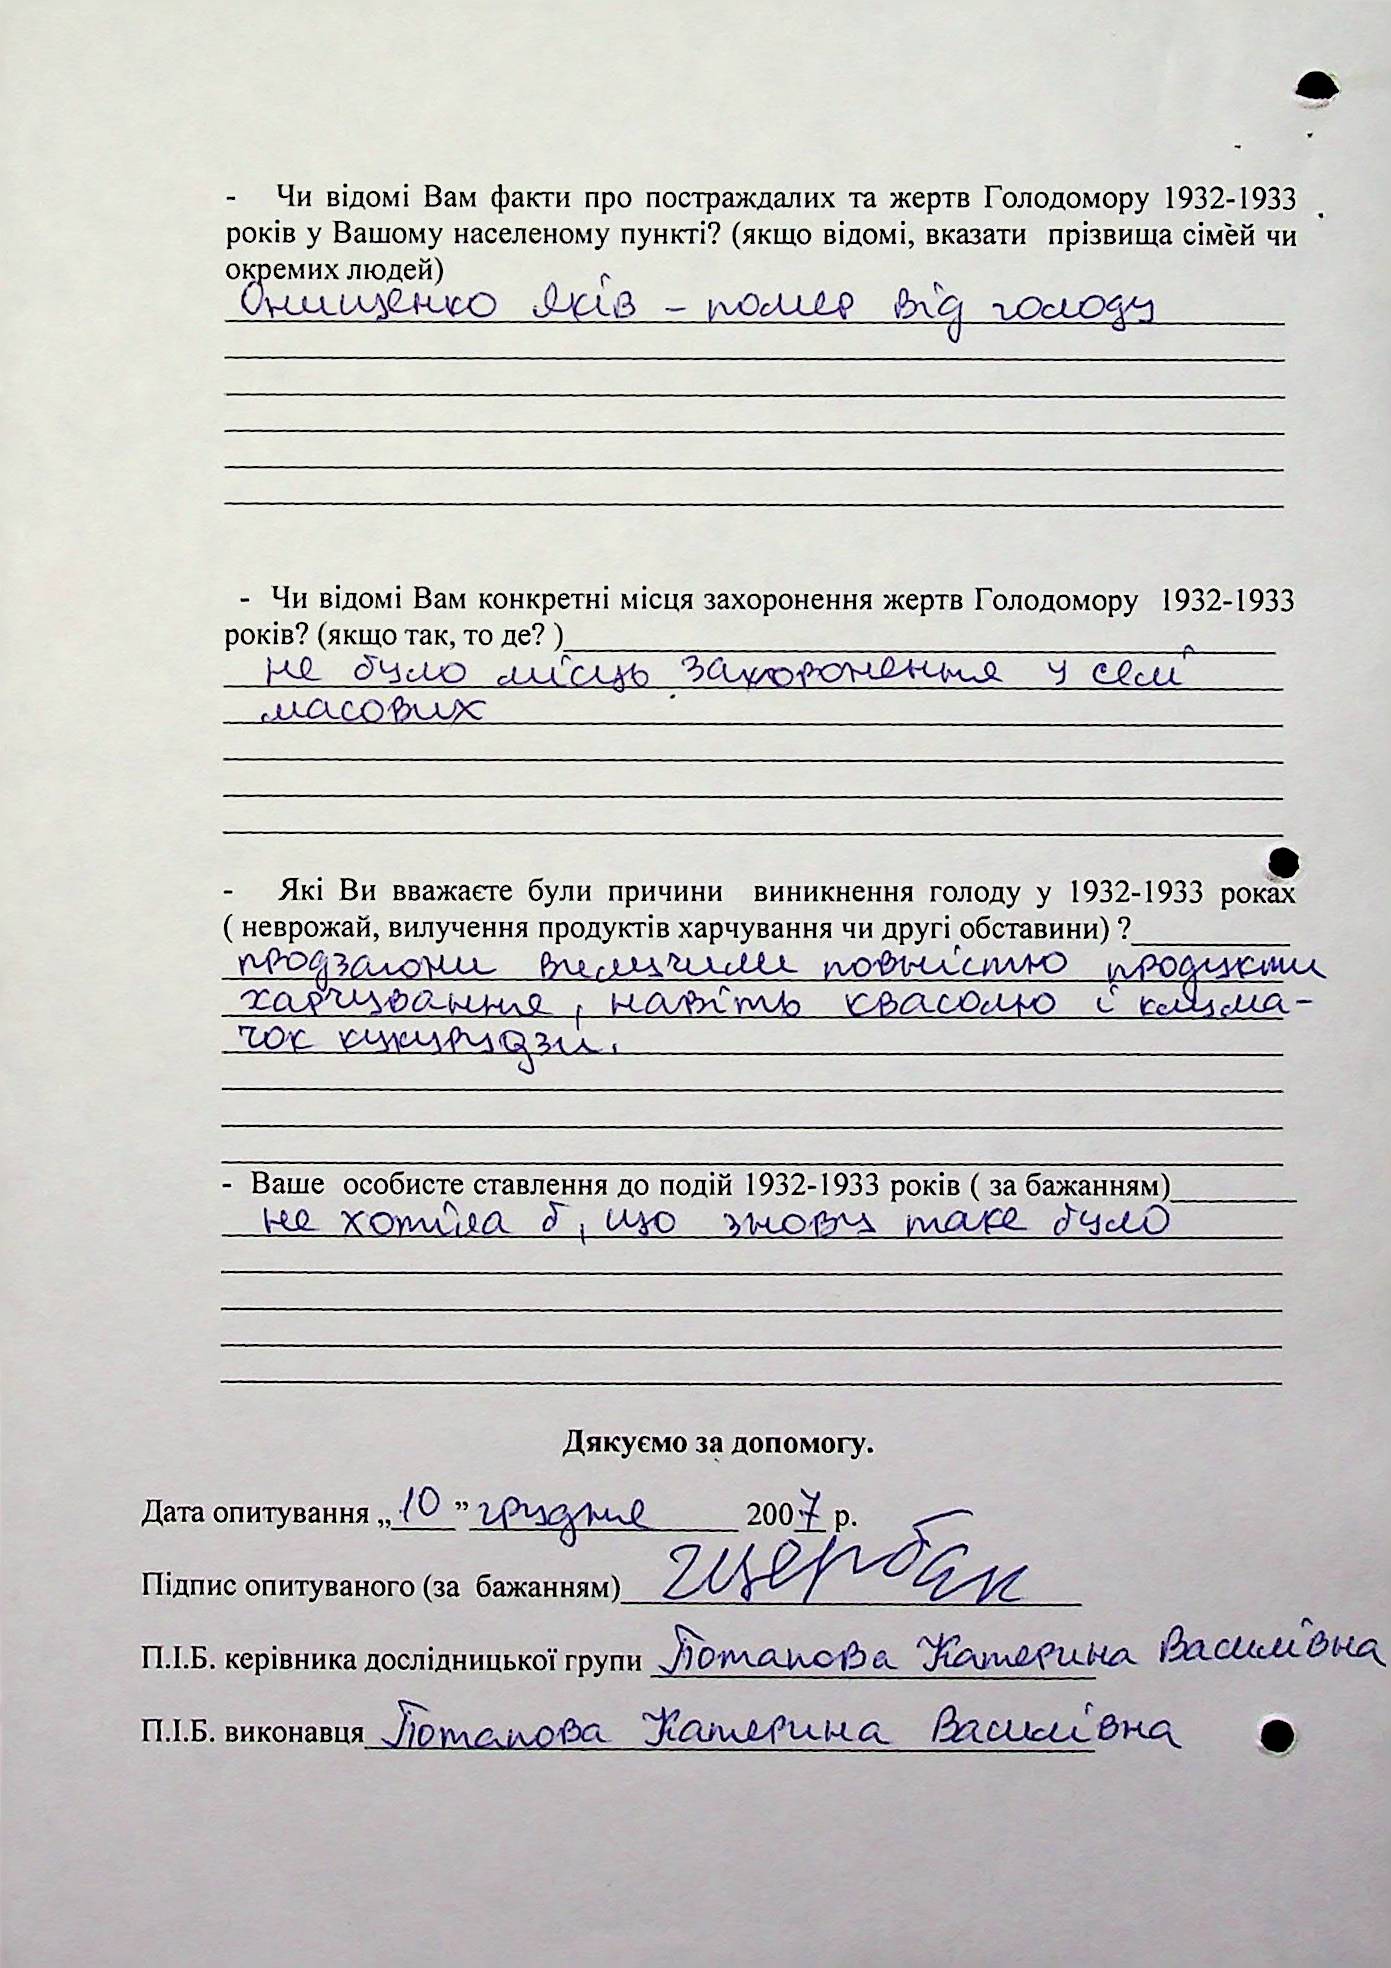 - Чи відомі Вам факти про постраждалих та жертв Голодомору 1932-1933
років у Вашому населеному пункті? (якщо відомі, вказати прізвища сімей чи
окремих людей)
Онищенко Яків – помер від голоду
- Чи відомі Вам конкретні місця захоронення жертв Голодомору 1932-1933
років? (якщо так, то де? )
не було місць захоронення у селі
масових
- Які Ви вважаєте були причини виникнення голоду у 1932-1933 роках
( неврожай, вилучення продуктів харчування чи другі обставини) ?
продзагони вилучили повністю продукти
харчування, навіть квасолю і клума-
чок кукурудзи.
- Ваше особисте ставлення до подій 1932-1933 років ( за бажанням)
не хотіла б, що знову таке було
Дякуємо за допомогу.
Дата опитування „10” грудня 2007 р.
Підпис опитуваного (за бажанням) Щербак
П.І.Б. керівника дослідницької групи Потапова Катерина Василівна
П.І.Б. виконавця Потапова Катерина Василівна